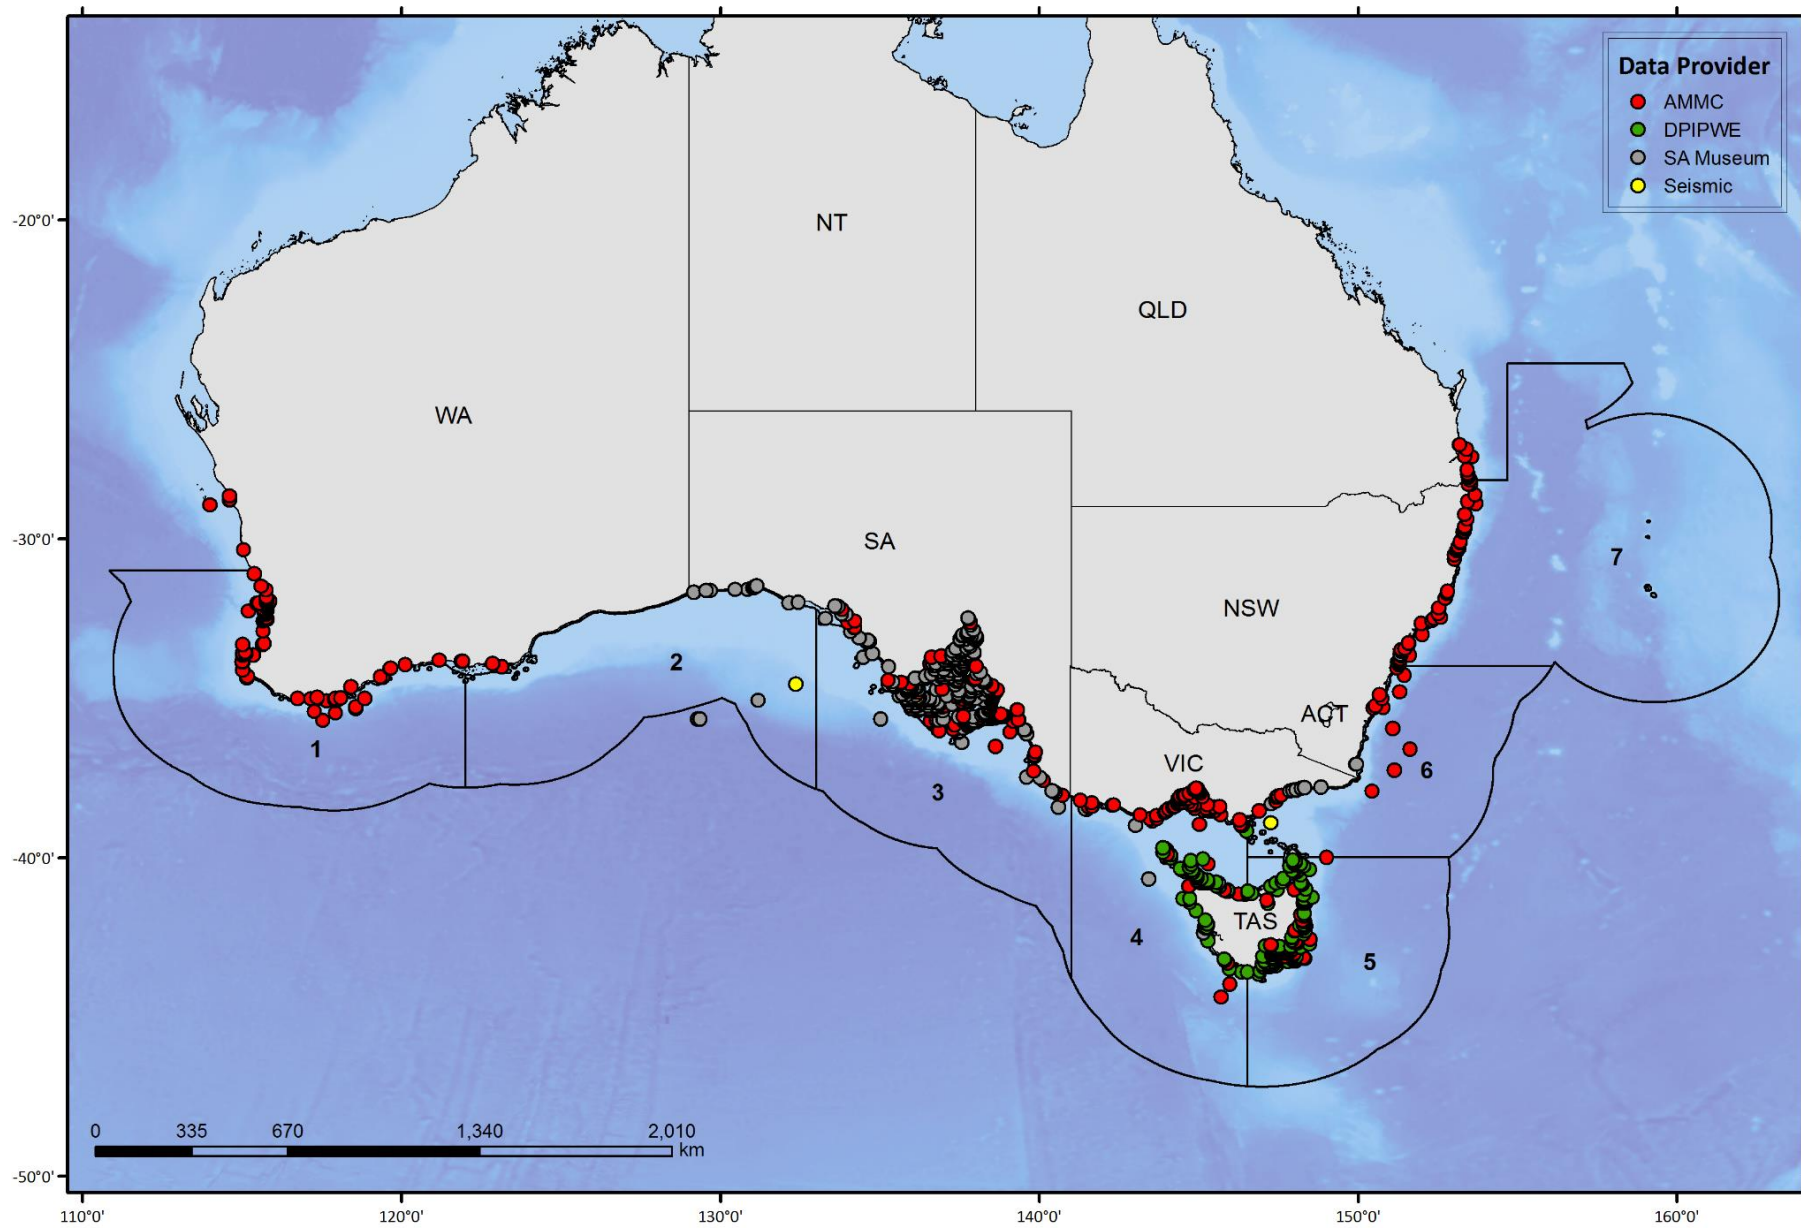 Data Provider
AMMC
DPIPWE
SA Museum
Seismic
-20°0'
NT
QLD
WA
-30°0'
SA
7
NSW
2
ACT
1
VIC
6
3
-40°0'
TAS
4
5
0 335 670 1,340 2,010
km
-50°0'
110°0' 120°0' 130°0' 140°0' 150°0' 160°0'